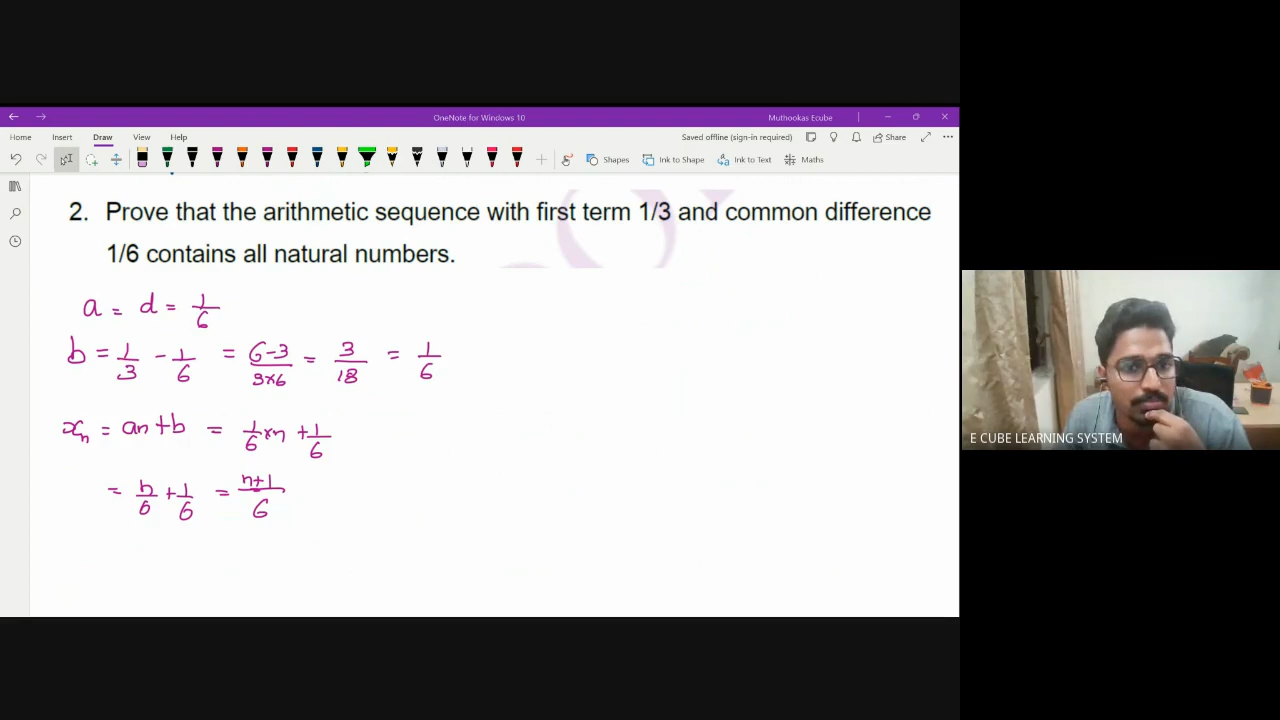 OneNote for Windows 10
Muthookas Ecube
Home Insert Draw View Help
Saved offline (sign-in required)
Share
Shapes
Ink to Shape
Ink to Text
Maths
2. Prove that the arithmetic sequence with first term 1/3 and common difference
1/6 contains all natural numbers.
a = d = 1/6
b = 1/3 - 1/6 = 6-3/3×6 = 3/18 = 1/6
xₙ = an+b = 1/6×n + 1/6
= n/6 + 1/6 = n+1/6
E CUBE LEARNING SYSTEM